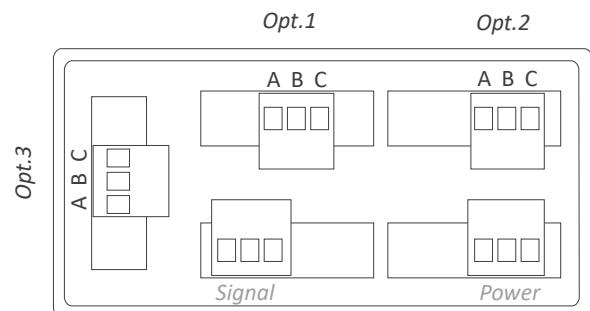 Opt.1
Opt.2
A B C
A B C
Opt.3
A B C
Signal
Power